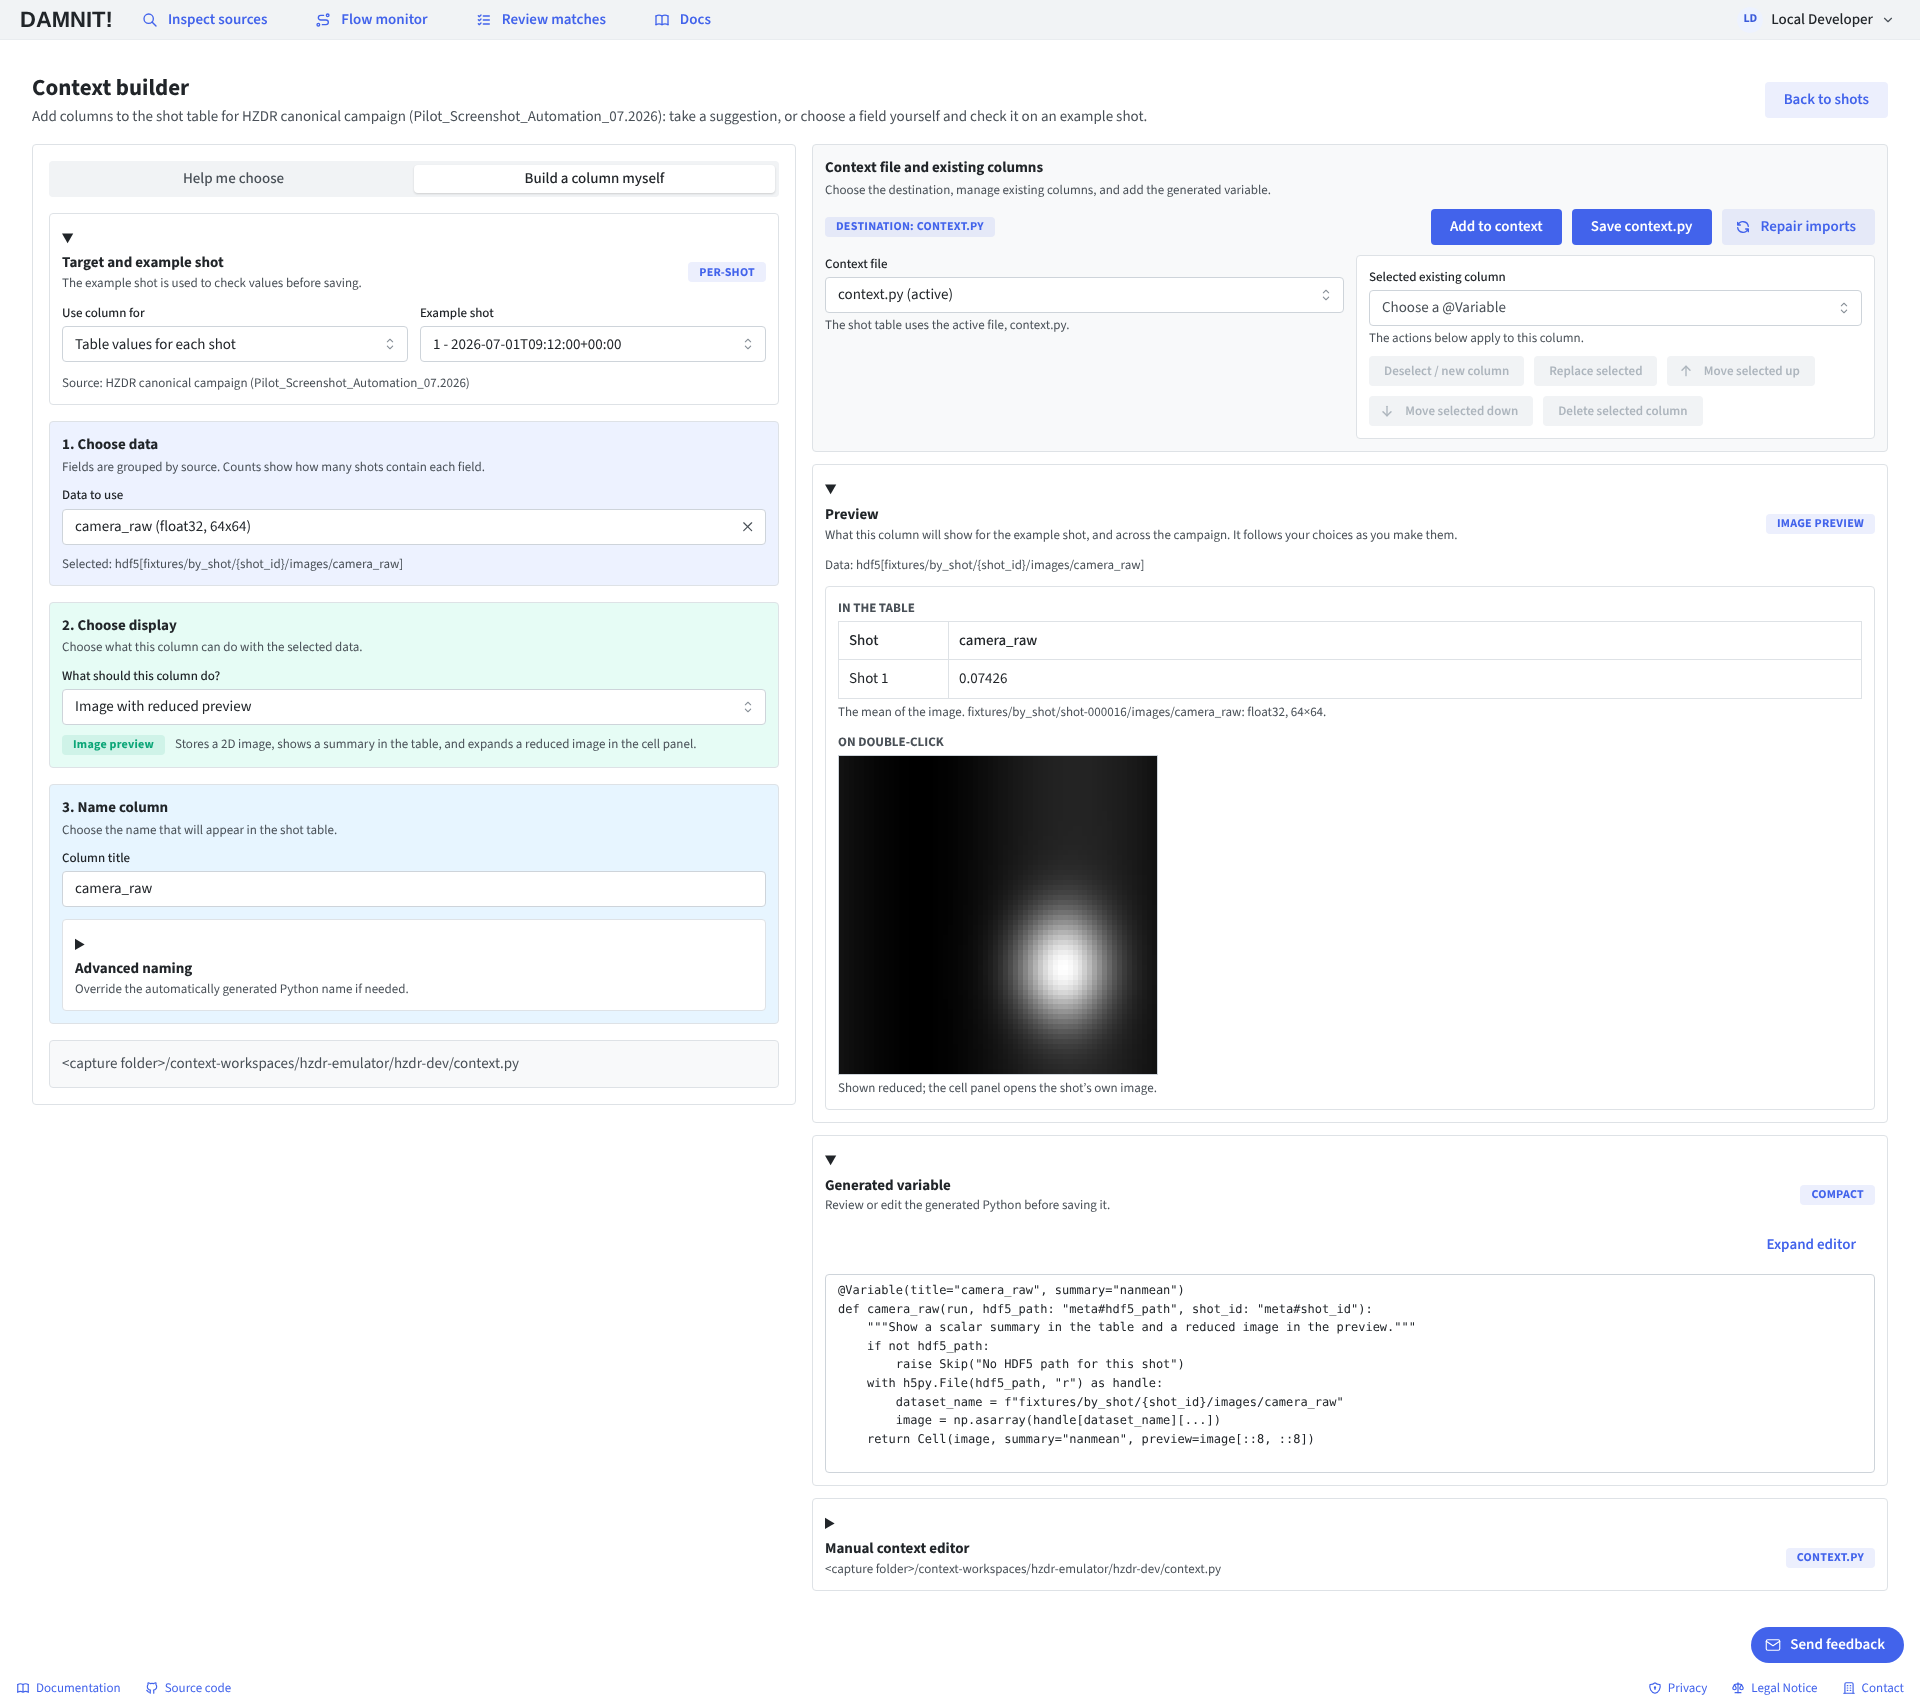 DAMNIT!
Inspect sources
Flow monitor
Review matches
Docs
LD
Local Developer
Context builder
Add columns to the shot table for HZDR canonical campaign (Pilot_Screenshot_Automation_07.2026): take a suggestion, or choose a field yourself and check it on an example shot.
Back to shots
Help me choose
Build a column myself
Target and example shot
The example shot is used to check values before saving.
PER-SHOT
Use column for
Example shot
Table values for each shot
1 - 2026-07-01T09:12:00+00:00
Source: HZDR canonical campaign (Pilot_Screenshot_Automation_07.2026)
1. Choose data
Fields are grouped by source. Counts show how many shots contain each field.
Data to use
camera_raw (float32, 64x64)
Selected: hdf5[fixtures/by_shot/{shot_id}/images/camera_raw]
2. Choose display
Choose what this column can do with the selected data.
What should this column do?
Image with reduced preview
Image preview
Stores a 2D image, shows a summary in the table, and expands a reduced image in the cell panel.
3. Name column
Choose the name that will appear in the shot table.
Column title
camera_raw
Advanced naming
Override the automatically generated Python name if needed.
<capture folder>/context-workspaces/hzdr-emulator/hzdr-dev/context.py
Context file and existing columns
Choose the destination, manage existing columns, and add the generated variable.
DESTINATION: CONTEXT.PY
Add to context
Save context.py
Repair imports
Context file
context.py (active)
The shot table uses the active file, context.py.
Selected existing column
Choose a @Variable
The actions below apply to this column.
Deselect / new column
Replace selected
Move selected up
Move selected down
Delete selected column
Preview
What this column will show for the example shot, and across the campaign. It follows your choices as you make them.
IMAGE PREVIEW
Data: hdf5[fixtures/by_shot/{shot_id}/images/camera_raw]
IN THE TABLE
Shot
camera_raw
Shot 1
0.07426
The mean of the image. fixtures/by_shot/shot-000016/images/camera_raw: float32, 64×64.
ON DOUBLE-CLICK
Shown reduced; the cell panel opens the shot’s own image.
Generated variable
Review or edit the generated Python before saving it.
COMPACT
Expand editor
@Variable(title="camera_raw", summary="nanmean")
def camera_raw(run, hdf5_path: "meta#hdf5_path", shot_id: "meta#shot_id"):
    """Show a scalar summary in the table and a reduced image in the preview."""
    if not hdf5_path:
        raise Skip("No HDF5 path for this shot")
    with h5py.File(hdf5_path, "r") as handle:
        dataset_name = f"fixtures/by_shot/{shot_id}/images/camera_raw"
        image = np.asarray(handle[dataset_name][...])
    return Cell(image, summary="nanmean", preview=image[::8, ::8])
Manual context editor
<capture folder>/context-workspaces/hzdr-emulator/hzdr-dev/context.py
CONTEXT.PY
Send feedback
Documentation
Source code
Privacy
Legal Notice
Contact